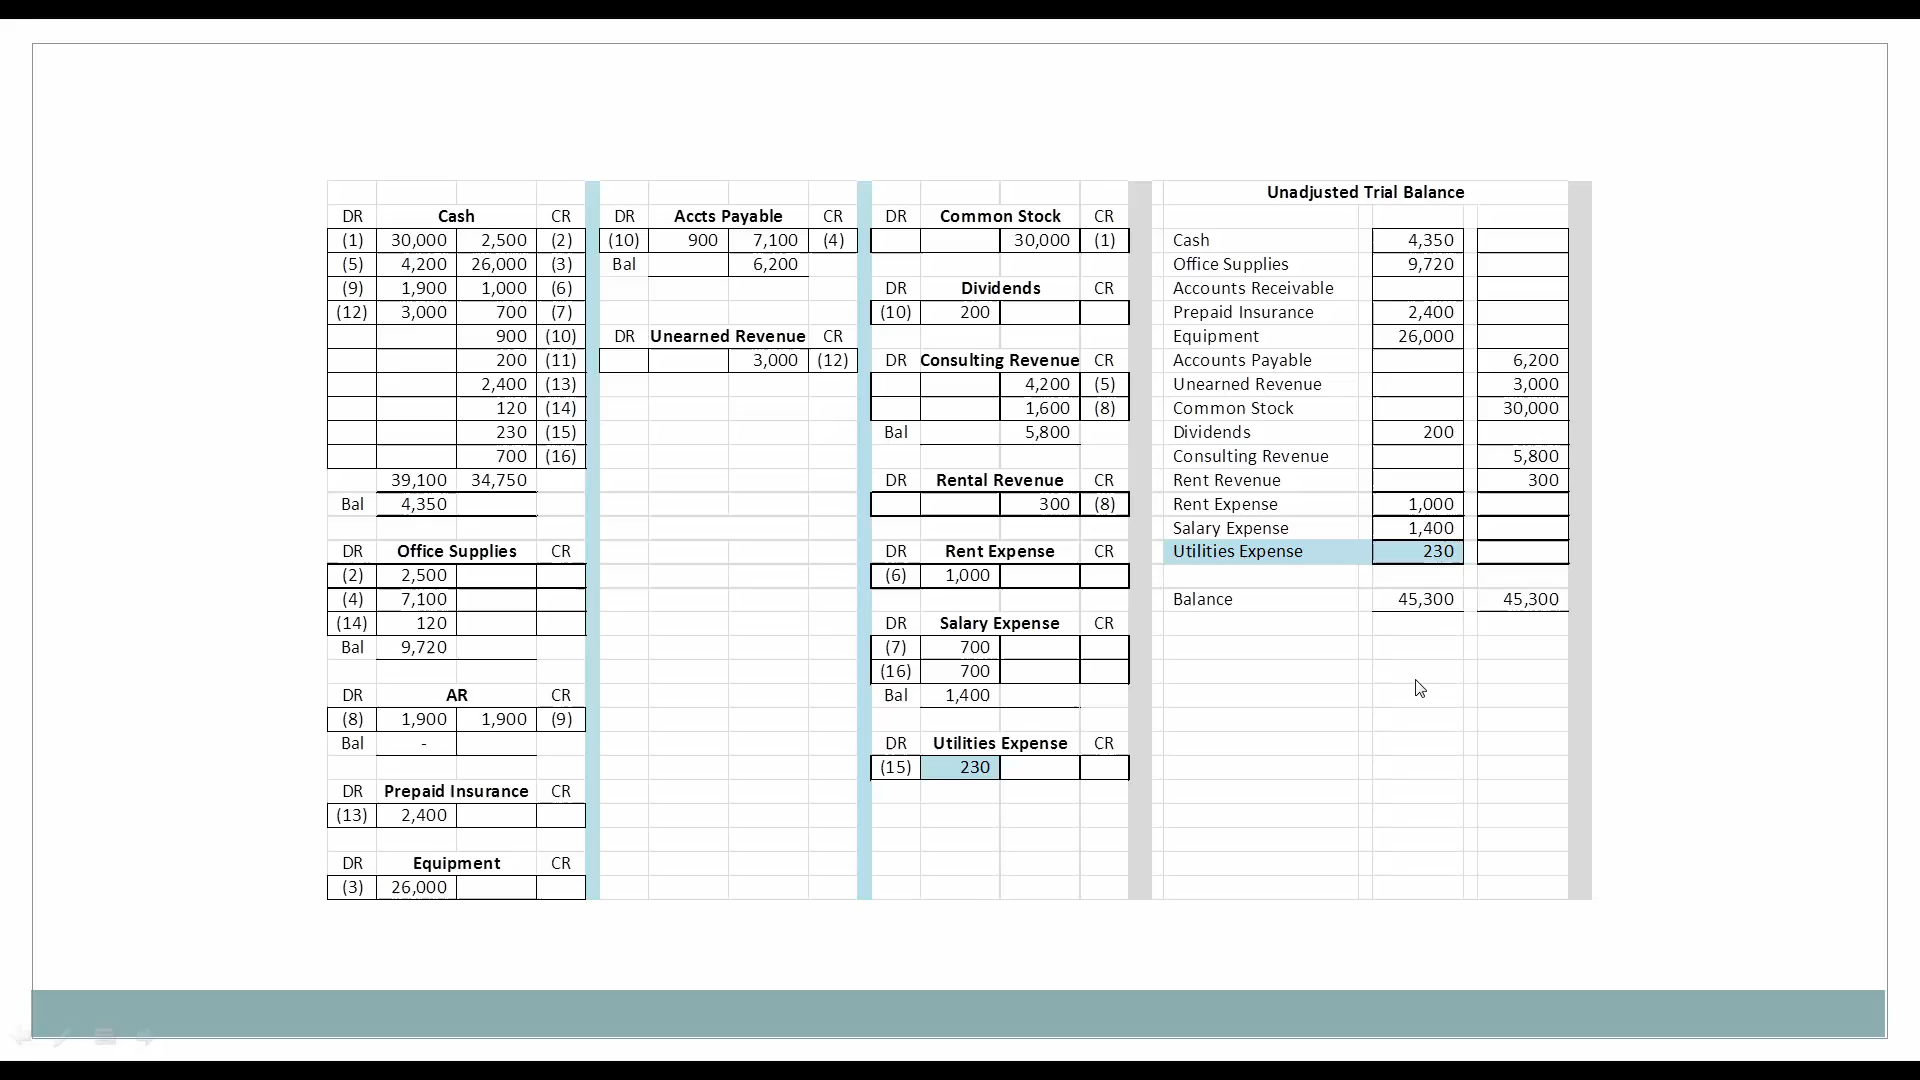 DR Cash CR
(1) 30,000 2,500 (2)
(5) 4,200 26,000 (3)
(9) 1,900 1,000 (6)
(12) 3,000 700 (7)
900 (10)
200 (11)
2,400 (13)
120 (14)
230 (15)
700 (16)
39,100 34,750
Bal 4,350
DR Office Supplies CR
(2) 2,500
(4) 7,100
(14) 120
Bal 9,720
DR AR CR
(8) 1,900 1,900 (9)
Bal -
DR Prepaid Insurance CR
(13) 2,400
DR Equipment CR
(3) 26,000
DR Accts Payable CR
(10) 900 7,100 (4)
Bal 6,200
DR Unearned Revenue CR
3,000 (12)
DR Common Stock CR
30,000 (1)
DR Dividends CR
(10) 200
DR Consulting Revenue CR
4,200 (5)
1,600 (8)
Bal 5,800
DR Rental Revenue CR
300 (8)
DR Rent Expense CR
(6) 1,000
DR Salary Expense CR
(7) 700
(16) 700
Bal 1,400
DR Utilities Expense CR
(15) 230
Unadjusted Trial Balance
Cash 4,350
Office Supplies 9,720
Accounts Receivable
Prepaid Insurance 2,400
Equipment 26,000
Accounts Payable 6,200
Unearned Revenue 3,000
Common Stock 30,000
Dividends 200
Consulting Revenue 5,800
Rent Revenue 300
Rent Expense 1,000
Salary Expense 1,400
Utilities Expense 230
Balance 45,300 45,300